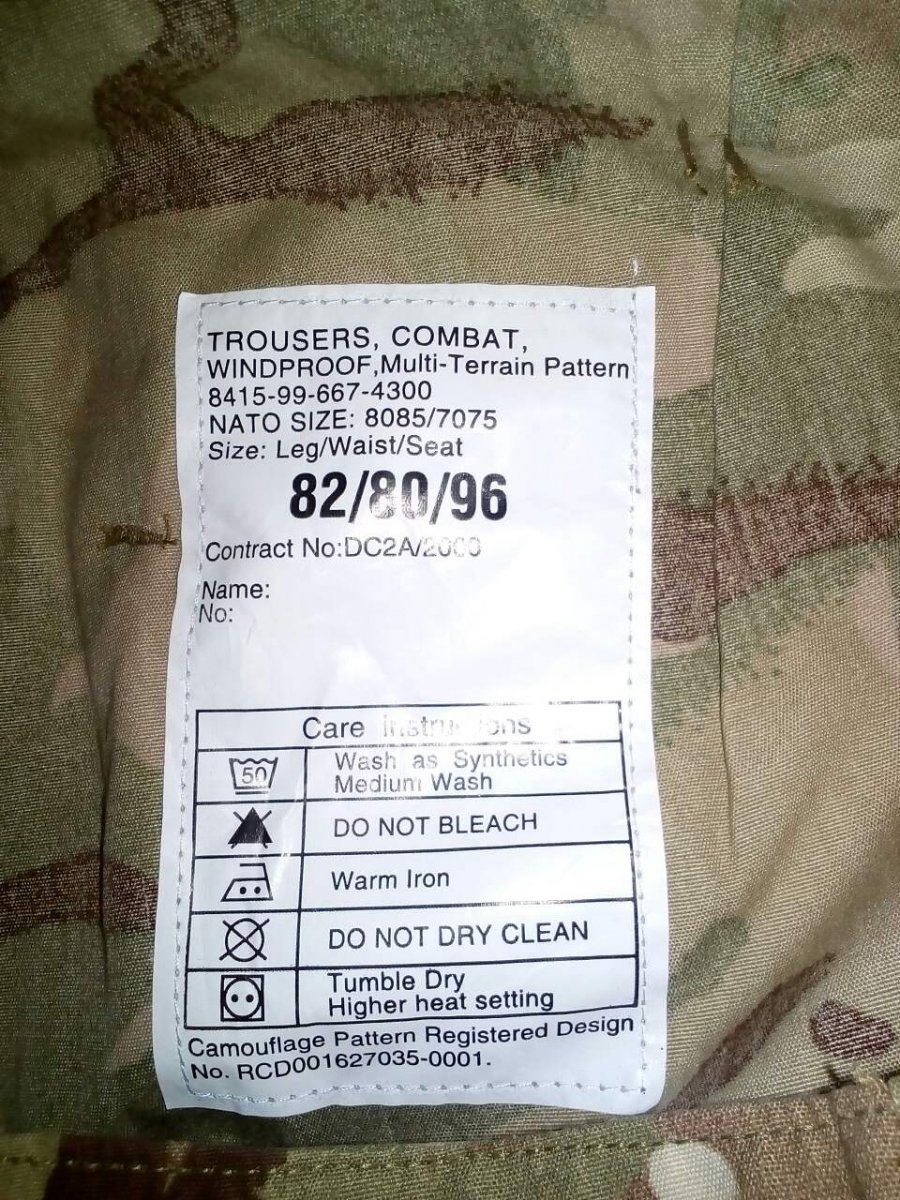 TROUSERS, COMBAT,
WINDPROOF,Multi-Terrain Pattern
8415-99-667-4300
NATO SIZE: 8085/7075
Size: Leg/Waist/Seat
82/80/96
Contract No:DC2A/2000
Name:
No:
Care instructions
50
Wash as Synthetics
Medium Wash
DO NOT BLEACH
Warm Iron
DO NOT DRY CLEAN
Tumble Dry
Higher heat setting
Camouflage Pattern Registered Design
No. RCD001627035-0001.